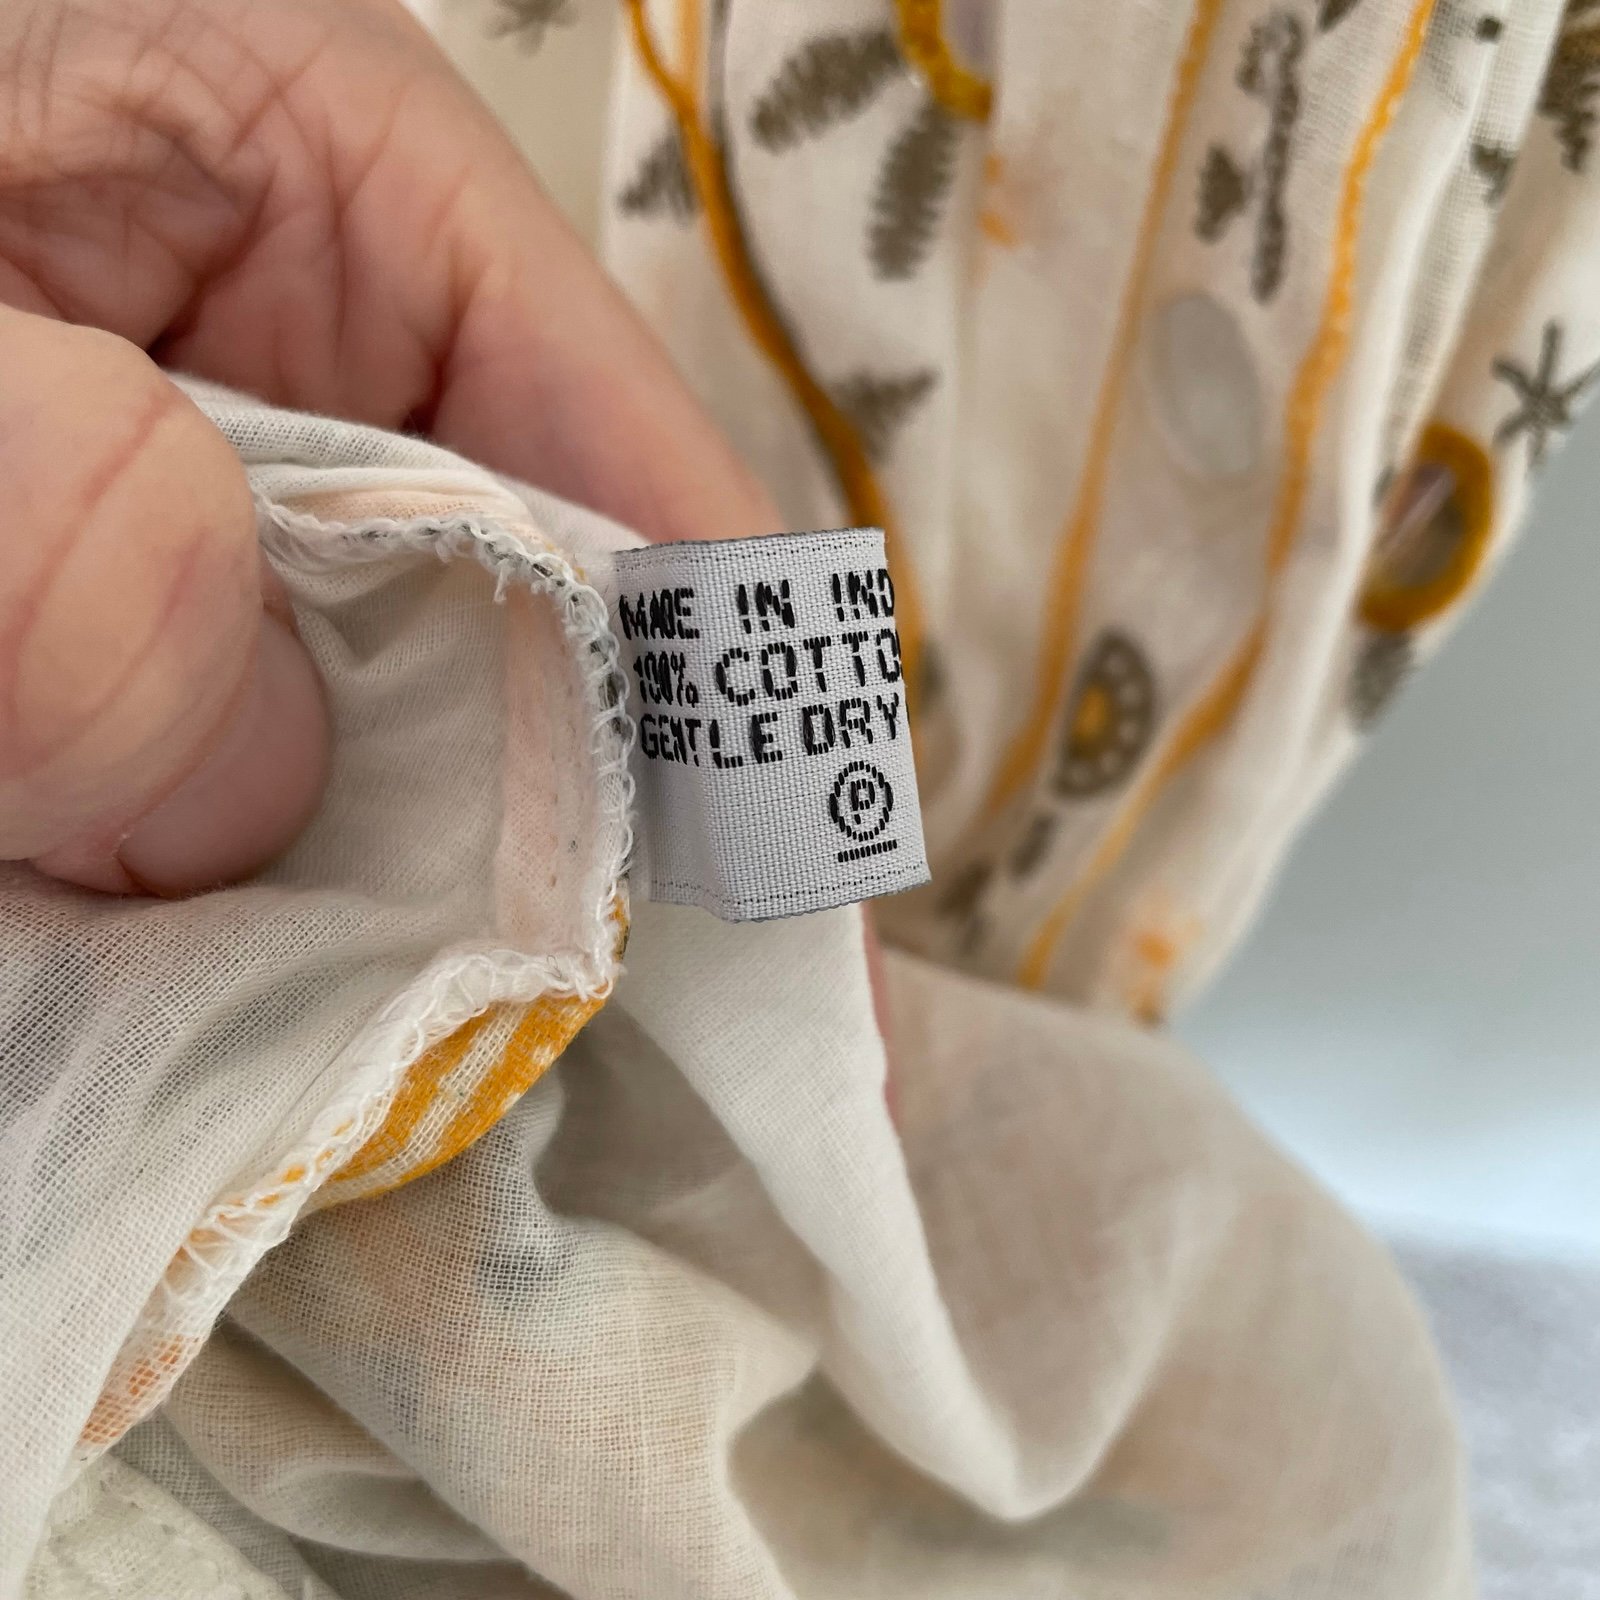 MADE IN IND
100% COTTO
GENTLE DRY
P